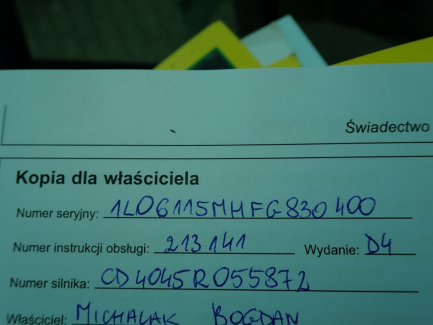 Świadectwo
Kopia dla właściciela
Numer seryjny: 1L06115MHFG830400
Numer instrukcji obsługi: 213141 Wydanie: D4
Numer silnika: CD4045R055872
Właściciel: MICHALAK BOGDAN